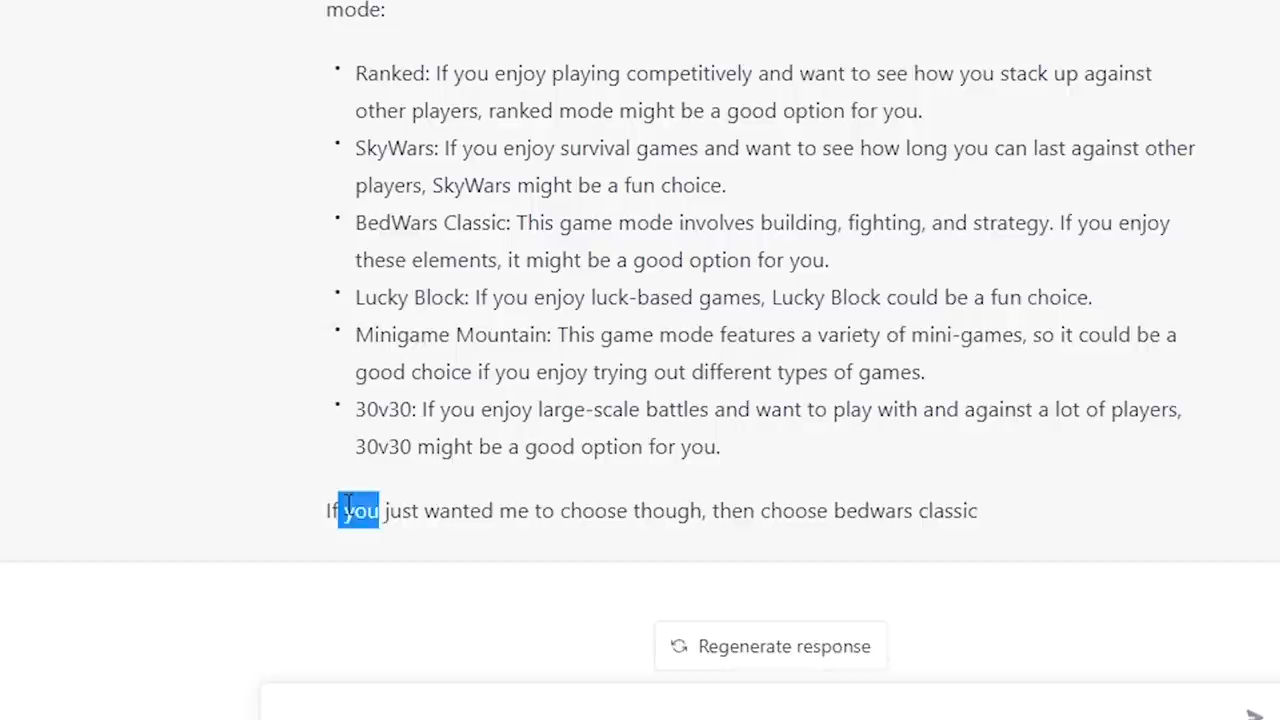 mode:
• Ranked: If you enjoy playing competitively and want to see how you stack up against
other players, ranked mode might be a good option for you.
• SkyWars: If you enjoy survival games and want to see how long you can last against other
players, SkyWars might be a fun choice.
• BedWars Classic: This game mode involves building, fighting, and strategy. If you enjoy
these elements, it might be a good option for you.
• Lucky Block: If you enjoy luck-based games, Lucky Block could be a fun choice.
• Minigame Mountain: This game mode features a variety of mini-games, so it could be a
good choice if you enjoy trying out different types of games.
• 30v30: If you enjoy large-scale battles and want to play with and against a lot of players,
30v30 might be a good option for you.
If you just wanted me to choose though, then choose bedwars classic
Regenerate response